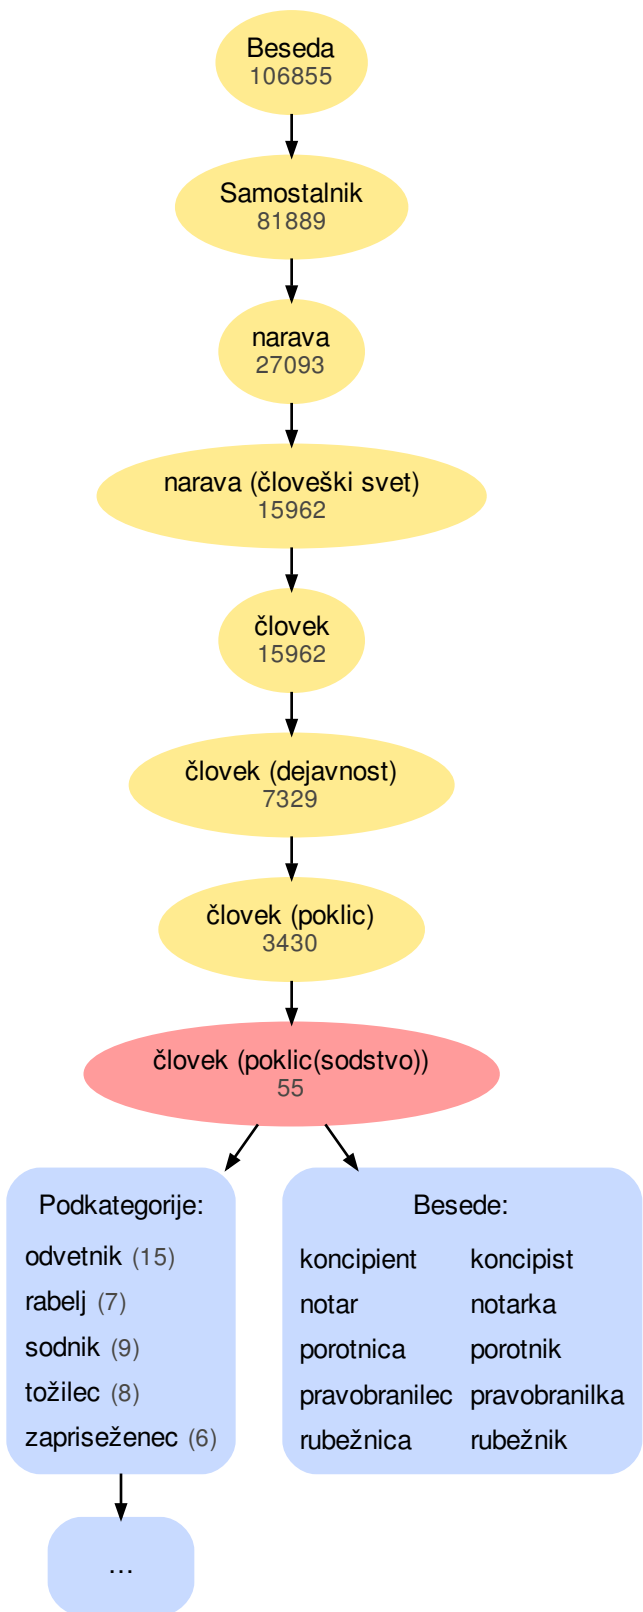 Beseda
106855
Samostalnik
81889
narava
27093
narava (človeški svet)
15962
človek
15962
človek (dejavnost)
7329
človek (poklic)
3430
človek (poklic(sodstvo))
55
Podkategorije:
odvetnik (15)
rabelj (7)
sodnik (9)
tožilec (8)
zapriseženec (6)
...
Besede:
koncipient koncipist
notar notarka
porotnica porotnik
pravobranilec pravobranilka
rubežnica rubežnik